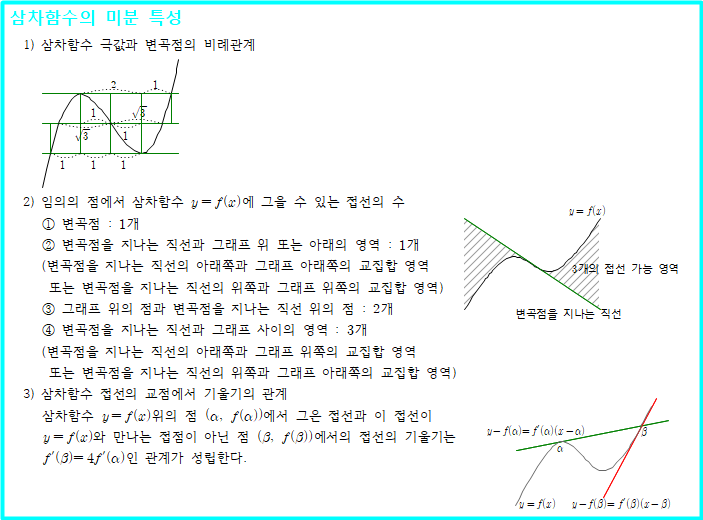 삼차함수의 미분 특성
1) 삼차함수 극값과 변곡점의 비례관계
2 1
1 √3
√3 1
1 1 1
2) 임의의 점에서 삼차함수 y=f(x)에 그을 수 있는 접선의 수
① 변곡점 : 1개
② 변곡점을 지나는 직선과 그래프 위 또는 아래의 영역 : 1개
(변곡점을 지나는 직선의 아래쪽과 그래프 아래쪽의 교집합 영역
또는 변곡점을 지나는 직선의 위쪽과 그래프 위쪽의 교집합 영역)
③ 그래프 위의 점과 변곡점을 지나는 직선 위의 점 : 2개
④ 변곡점을 지나는 직선과 그래프 사이의 영역 : 3개
(변곡점을 지나는 직선의 아래쪽과 그래프 위쪽의 교집합 영역
또는 변곡점을 지나는 직선의 위쪽과 그래프 아래쪽의 교집합 영역)
y=f(x)
3개의 접선 가능 영역
변곡점을 지나는 직선
3) 삼차함수 접선의 교점에서 기울기의 관계
삼차함수 y=f(x)위의 점 (α, f(α))에서 그은 접선과 이 접선이
y=f(x)와 만나는 접점이 아닌 점 (β, f(β))에서의 접선의 기울기는
f′(β)=4f′(α)인 관계가 성립한다.
y-f(α)=f′(α)(x-α)
α
β
y=f(x)
y-f(β)=f′(β)(x-β)